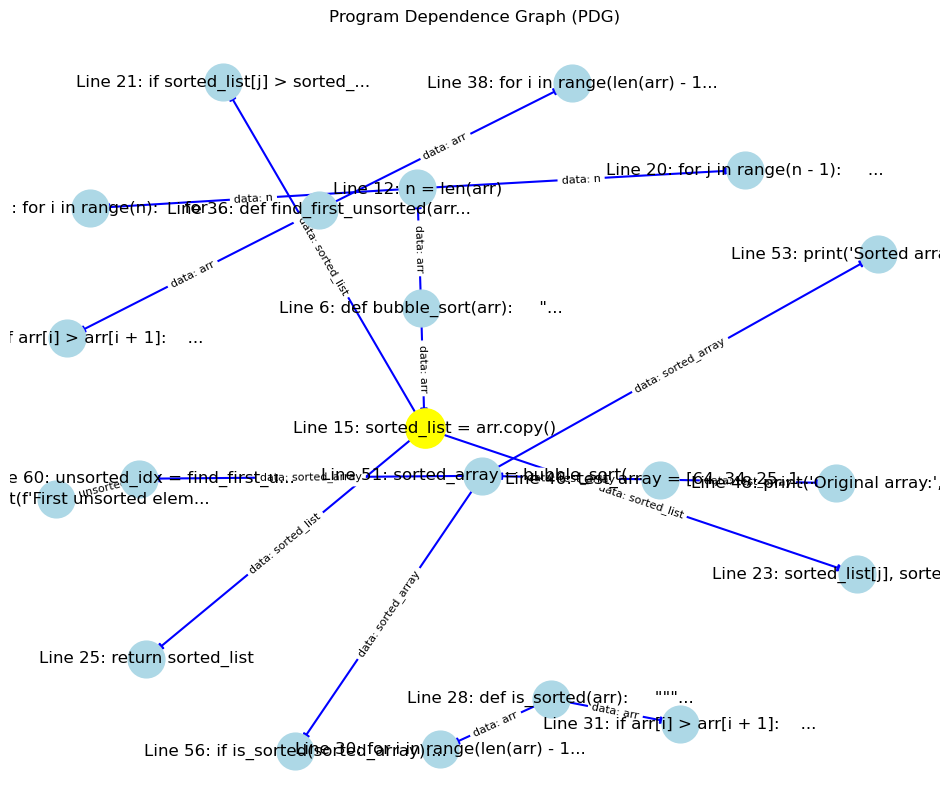 Program Dependence Graph (PDG)
Line 21: if sorted_list[j] > sorted_...
Line 38: for i in range(len(arr) - 1...
data: arr
Line 20: for j in range(n - 1):     ...
data: n
Line 12: n = len(arr)
data: n
: for i in range(n):     for
Line 36: def find_first_unsorted(arr...
data: sorted_list
data: arr
Line 53: print('Sorted arra
data: arr
Line 6: def bubble_sort(arr):     "...
f arr[i] > arr[i + 1]:    ...
data: sorted_array
data: arr
Line 15: sorted_list = arr.copy()
e 60: unsorted_idx = find_first_u...
data: sorted_array
Line 51: sorted_array = bubble_sort(
Line 46: test_array = [64, 34, 25, 1
Line 48: print('Original array:',
t(f'First unsorted elem...
data: sorted_list
data: sorted_list
Line 23: sorted_list[j], sorte
data: sorted_array
Line 25: return sorted_list
Line 28: def is_sorted(arr):     """...
data: arr
data: arr
Line 31: if arr[i] > arr[i + 1]:    ...
Line 56: if is_sorted(sorted_array)
Line 30: for i in range(len(arr) - 1...